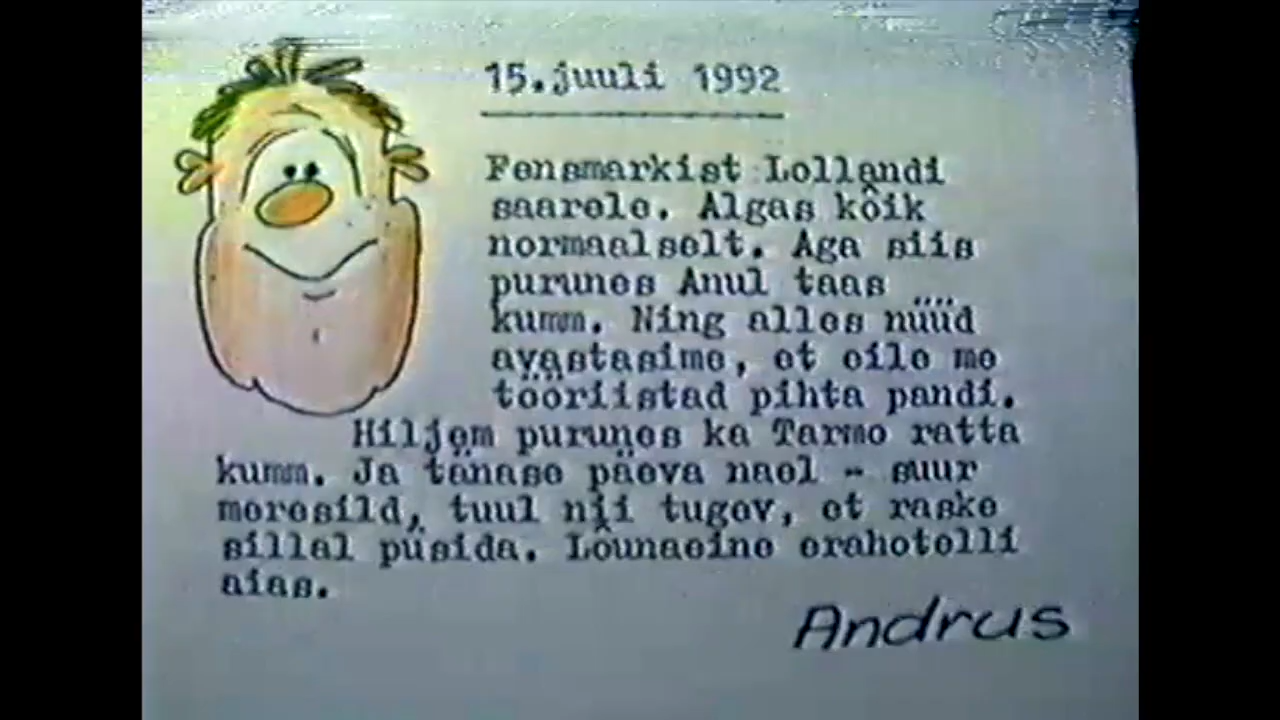 15.juuli 1992
Fensmarkist Lollandi
saarele. Algas kõik
normaalselt. Aga siis
purunes Anul taas
kumm. Ning alles nüüd
avastasime, et eile me
tööriistad pihta pandi.
Hiljem purunes ka Tarmo ratta
kumm. Ja tänase päeva nael - suur
meresild, tuul nii tugev, et raske
sillal püsida. Lõunaeine erahotelli
aias.
Andrus